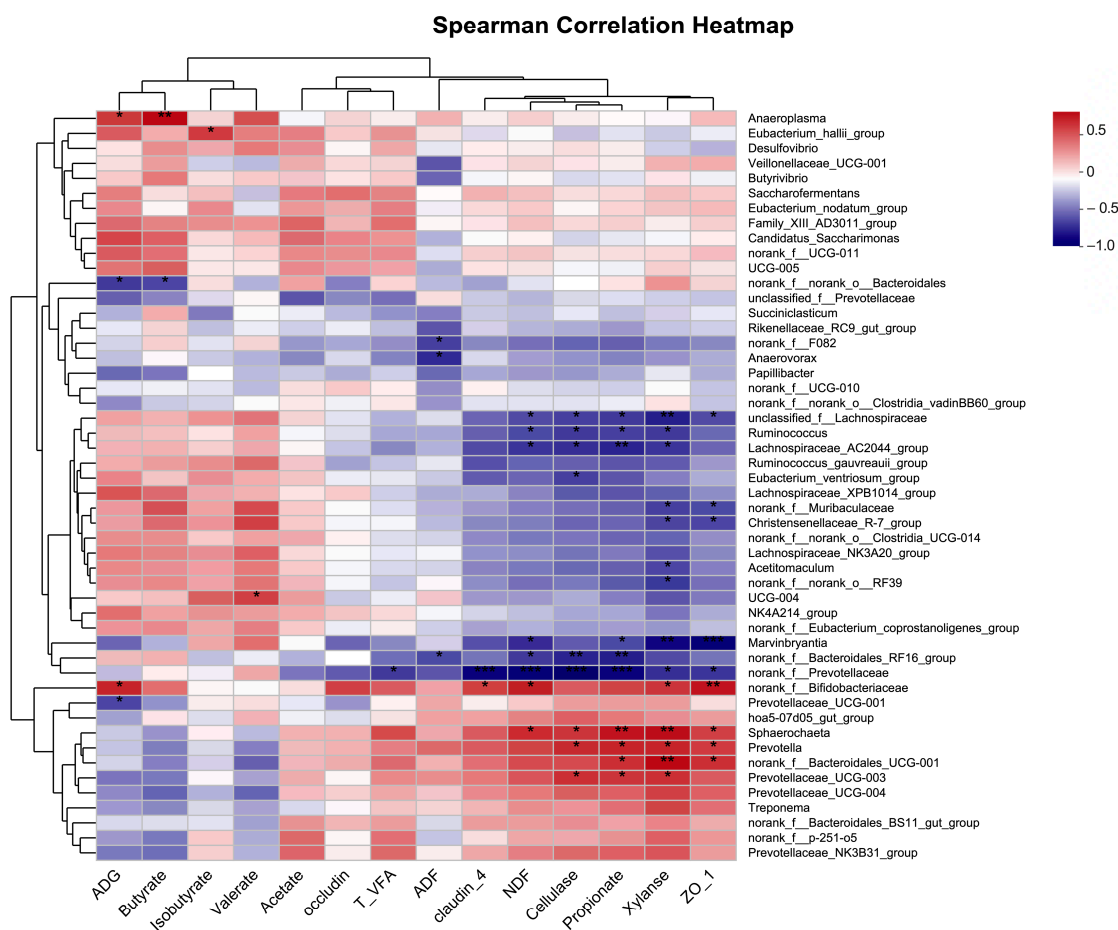 Spearman Correlation Heatmap
* ** Anaeroplasma
* Eubacterium_hallii_group
Desulfovibrio
Veillonellaceae_UCG-001
Butyrivibrio
Saccharofermentans
Eubacterium_nodatum_group
Family_XIII_AD3011_group
Candidatus_Saccharimonas
norank_f__UCG-011
UCG-005
* * norank_f__norank_o__Bacteroidales
unclassified_f__Prevotellaceae
Succiniclasticum
Rikenellaceae_RC9_gut_group
* norank_f__F082
* Anaerovorax
Papillibacter
norank_f__UCG-010
norank_f__norank_o__Clostridia_vadinBB60_group
* * * ** * unclassified_f__Lachnospiraceae
* * * * Ruminococcus
* * ** * Lachnospiraceae_AC2044_group
Ruminococcus_gauvreauii_group
* Eubacterium_ventriosum_group
Lachnospiraceae_XPB1014_group
* * norank_f__Muribaculaceae
* * Christensenellaceae_R-7_group
norank_f__norank_o__Clostridia_UCG-014
Lachnospiraceae_NK3A20_group
* Acetitomaculum
* norank_f__norank_o__RF39
* UCG-004
NK4A214_group
norank_f__Eubacterium_coprostanoligenes_group
* * ** *** Marvinbryantia
* * ** ** norank_f__Bacteroidales_RF16_group
* *** *** *** *** * * norank_f__Prevotellaceae
* * * * ** norank_f__Bifidobacteriaceae
* Prevotellaceae_UCG-001
hoa5-07d05_gut_group
* * ** ** * Sphaerochaeta
* * * * Prevotella
* ** * norank_f__Bacteroidales_UCG-001
* * * Prevotellaceae_UCG-003
Prevotellaceae_UCG-004
Treponema
norank_f__Bacteroidales_BS11_gut_group
norank_f__p-251-o5
Prevotellaceae_NK3B31_group
ADG
Butyrate
Isobutyrate
Valerate
Acetate
occludin
T_VFA
ADF
claudin_4
NDF
Cellulase
Propionate
Xylanse
ZO_1
0.5
0
−0.5
−1.0